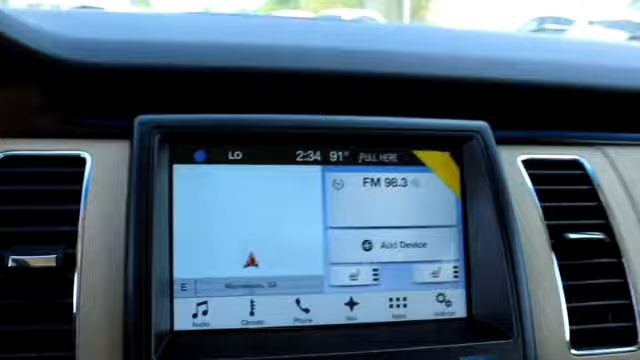 LO 2:34 91° PULL HERE
FM 98.3
Add Device
E
Audio Climate Phone Nav Apps Settings